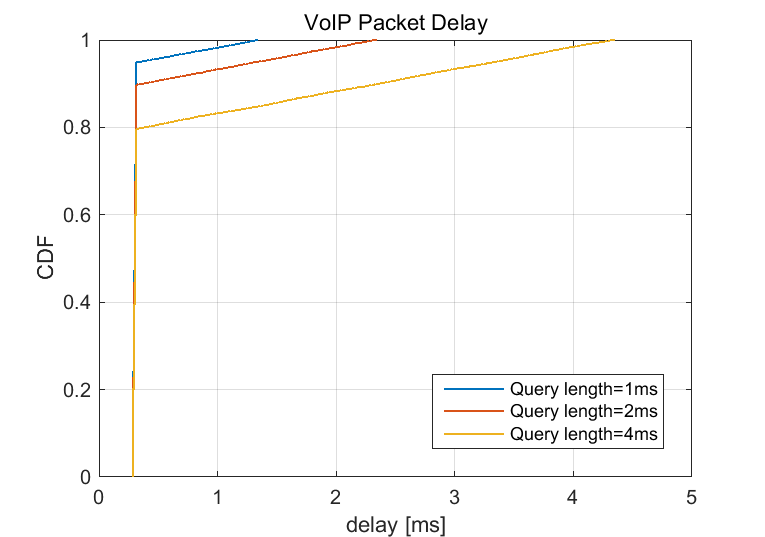 VoIP Packet Delay
1
0.8
0.6
0.4
0.2
0
CDF
Query length=1ms
Query length=2ms
Query length=4ms
0 1 2 3 4 5
delay [ms]